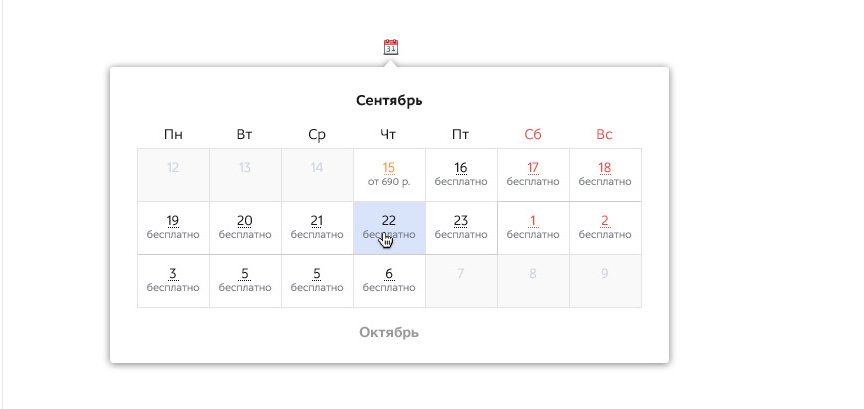 31
Сентябрь
Пн Вт Ср Чт Пт Сб Вс
12 13 14 15 16 17 18
от 690 р. бесплатно бесплатно бесплатно
19 20 21 22 23 1 2
бесплатно бесплатно бесплатно бесплатно бесплатно бесплатно бесплатно
3 5 5 6 7 8 9
бесплатно бесплатно бесплатно бесплатно
Октябрь